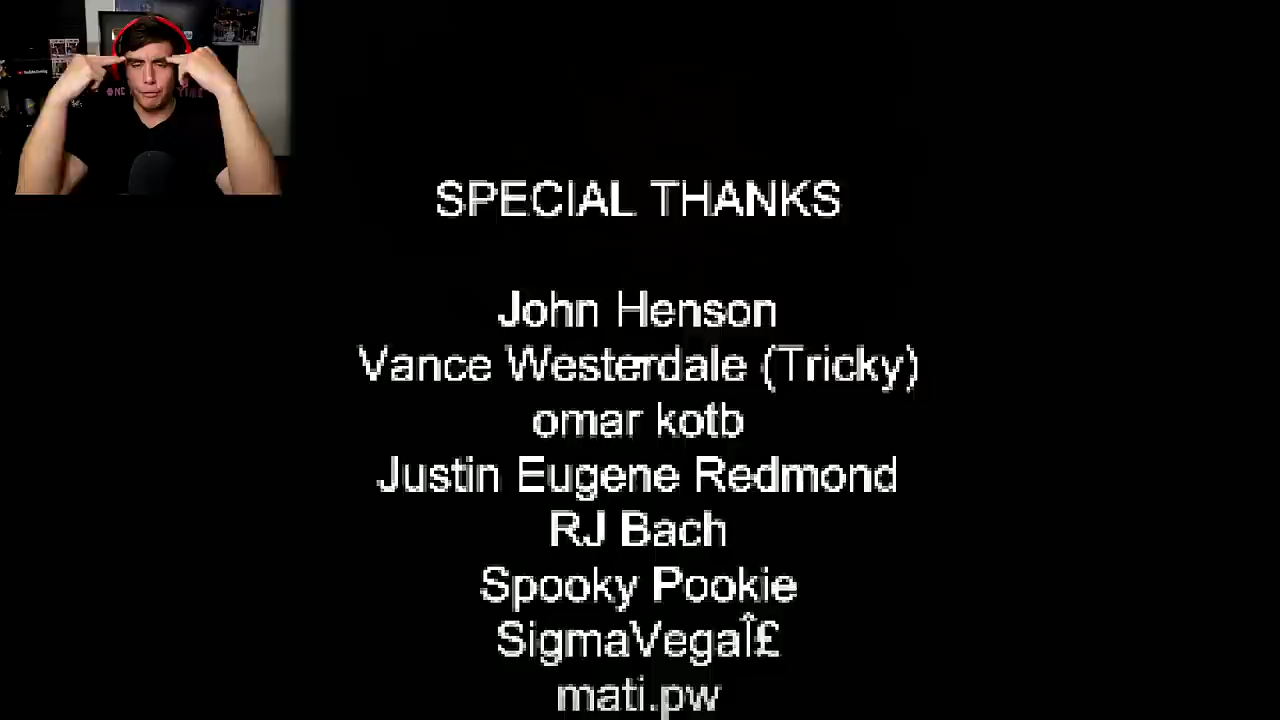 SPECIAL THANKS
John Henson
Vance Westerdale (Tricky)
omar kotb
Justin Eugene Redmond
RJ Bach
Spooky Pookie
SigmaVegaÎ£
mati.pw